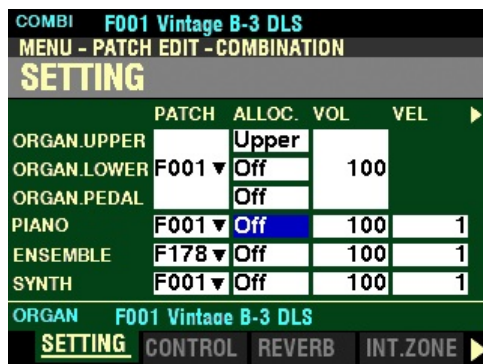 COMBI F001 Vintage B-3 DLS
MENU - PATCH EDIT - COMBINATION
SETTING
PATCH ALLOC. VOL VEL ▶
ORGAN.UPPER Upper
ORGAN.LOWER F001 ▼ Off 100
ORGAN.PEDAL Off
PIANO F001 ▼ Off 100 1
ENSEMBLE F178 ▼ Off 100 1
SYNTH F001 ▼ Off 100 1
ORGAN F001 Vintage B-3 DLS
SETTING CONTROL REVERB INT.ZONE ▶